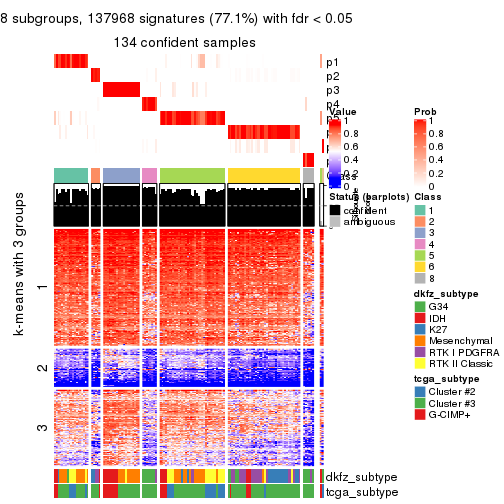 8 subgroups, 137968 signatures (77.1%) with fdr < 0.05
134 confident samples
p1
p2
p3
p4
k-means with 3 groups
1
2
3
Value
1
0.8
0.6
0.4
0.2
0
Status (barplots)
confident
ambiguous
Prob
1
0.8
0.6
0.4
0.2
0
Class
1
2
3
4
5
6
8
dkfz_subtype
G34
IDH
K27
Mesenchymal
RTK I PDGFRA
RTK II Classic
tcga_subtype
Cluster #2
Cluster #3
G-CIMP+
dkfz_subtype
tcga_subtype